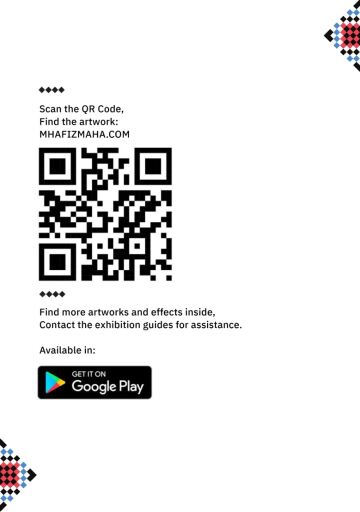 Scan the QR Code,
Find the artwork:
MHAFIZMAHA.COM
Find more artworks and effects inside,
Contact the exhibition guides for assistance.
Available in:
GET IT ON
Google Play